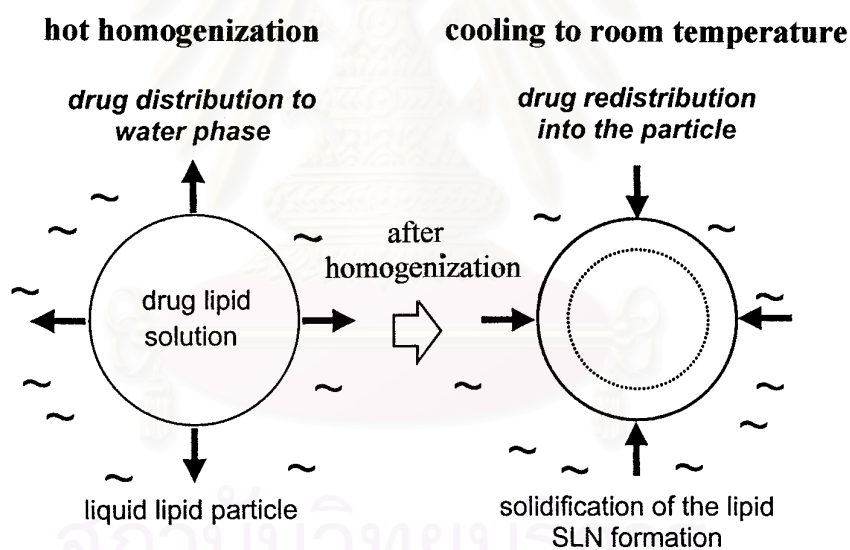 hot homogenization
cooling to room temperature
drug distribution to
water phase
drug redistribution
into the particle
after
homogenization
drug lipid
solution
liquid lipid particle
solidification of the lipid
SLN formation